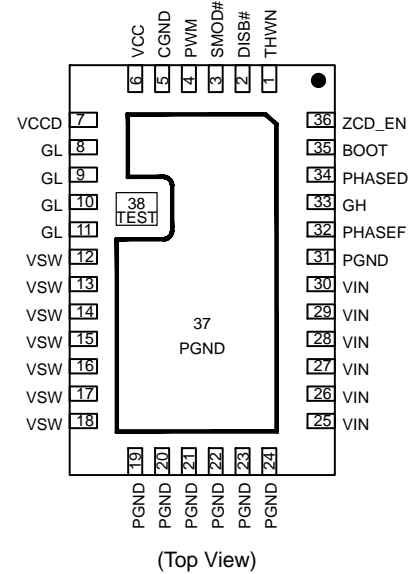 VCC CGND PWM SMOD# DISB# THWN
6 5 4 3 2 1
VCCD 7 36 ZCD_EN
GL 8 35 BOOT
GL 9 34 PHASED
GL 10 33 GH
GL 11 32 PHASEF
VSW 12 31 PGND
VSW 13 30 VIN
VSW 14 29 VIN
VSW 15 28 VIN
VSW 16 27 VIN
VSW 17 26 VIN
VSW 18 25 VIN
38
TEST
37
PGND
19 20 21 22 23 24
PGND PGND PGND PGND PGND PGND
(Top View)